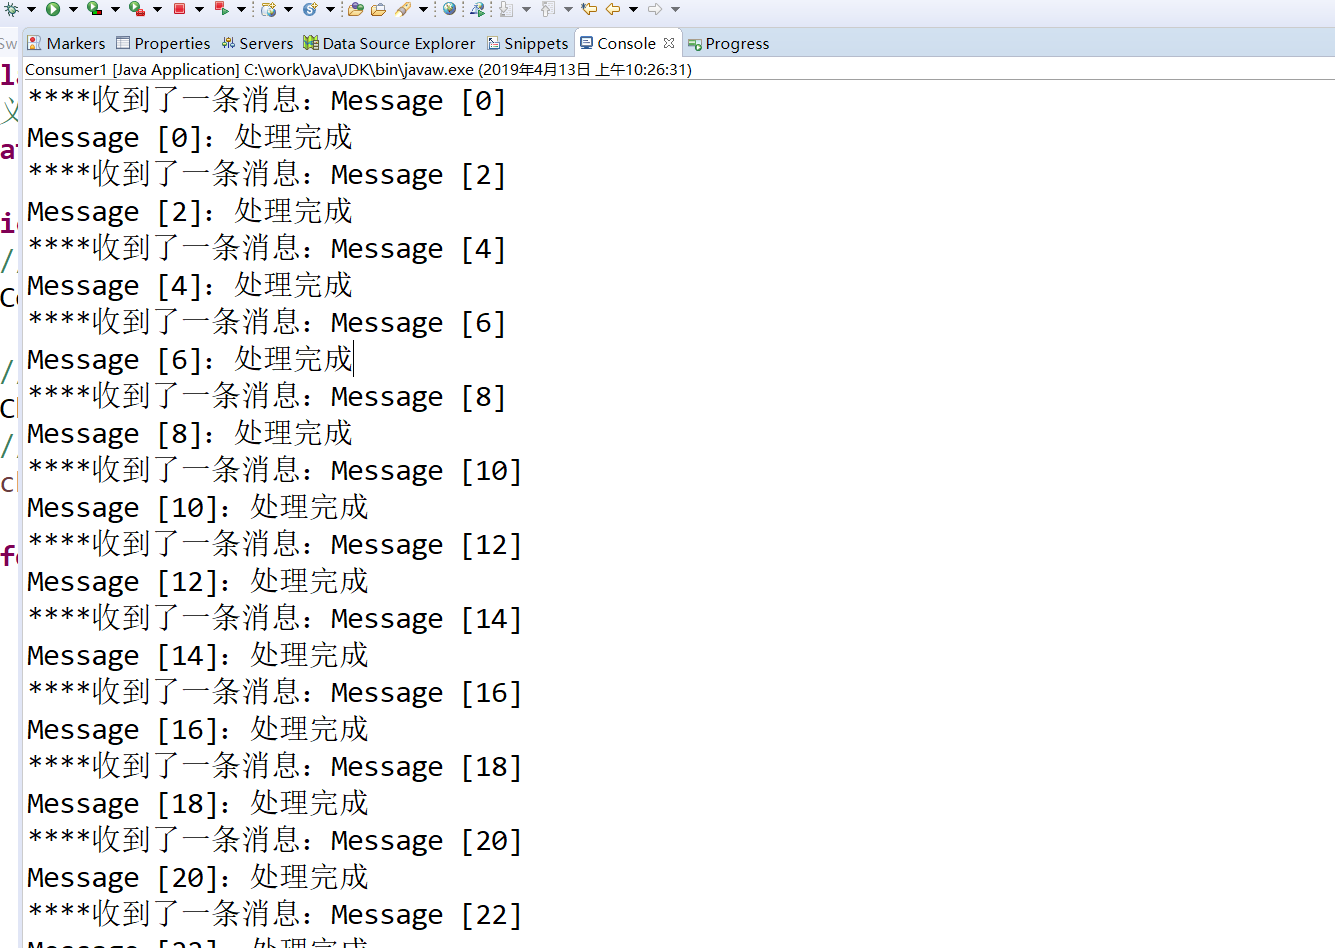 Markers Properties Servers Data Source Explorer Snippets Console Progress
Consumer1 [Java Application] C:\work\Java\JDK\bin\javaw.exe (2019年4月13日 上午10:26:31)
****收到了一条消息：Message [0]
Message [0]：处理完成
****收到了一条消息：Message [2]
Message [2]：处理完成
****收到了一条消息：Message [4]
Message [4]：处理完成
****收到了一条消息：Message [6]
Message [6]：处理完成
****收到了一条消息：Message [8]
Message [8]：处理完成
****收到了一条消息：Message [10]
Message [10]：处理完成
****收到了一条消息：Message [12]
Message [12]：处理完成
****收到了一条消息：Message [14]
Message [14]：处理完成
****收到了一条消息：Message [16]
Message [16]：处理完成
****收到了一条消息：Message [18]
Message [18]：处理完成
****收到了一条消息：Message [20]
Message [20]：处理完成
****收到了一条消息：Message [22]
Message [22]：处理完成